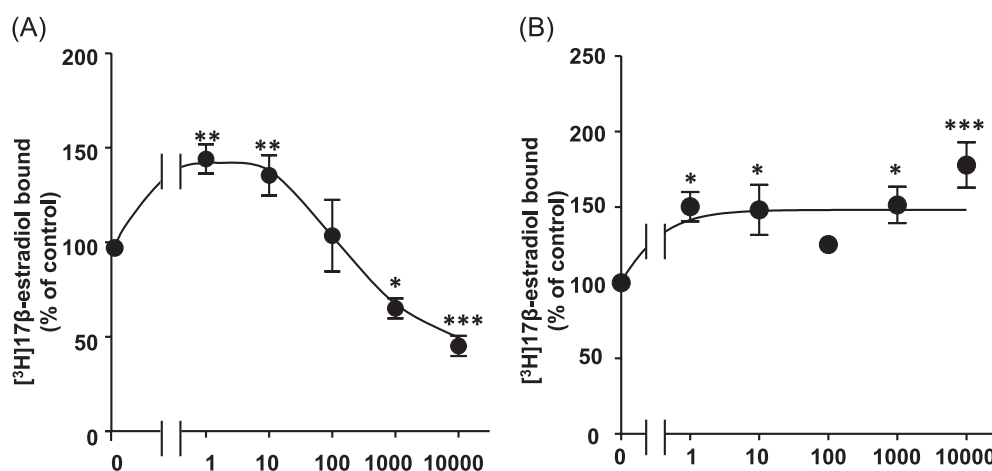 (A)
200
150
100
50
0
[³H]17β-estradiol bound
(% of control)
** ** * ***
0 1 10 100 1000 10000
(B)
250
200
150
100
50
0
[³H]17β-estradiol bound
(% of control)
* * * ***
0 1 10 100 1000 10000